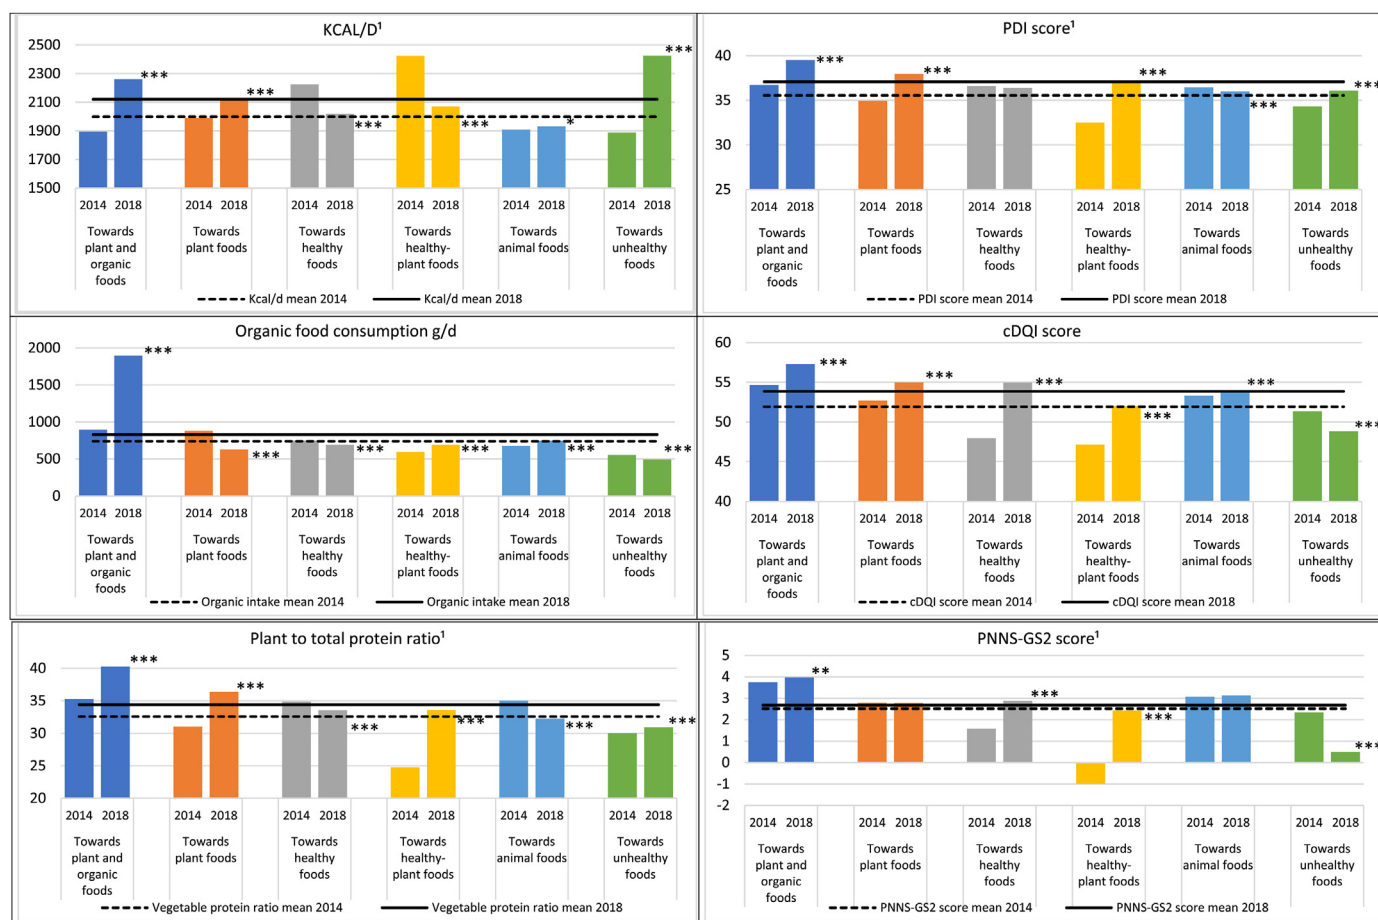 KCAL/D¹
2500
2300
2100
1900
1700
1500
***
***
***
***
*
***
2014 2018 2014 2018 2014 2018 2014 2018 2014 2018 2014 2018
Towards Towards Towards Towards Towards Towards
plant and plant foods healthy healthy- animal foods unhealthy
organic foods plant foods foods
foods
Kcal/d mean 2014 Kcal/d mean 2018
PDI score¹
40
35
30
25
***
***
***
***
***
2014 2018 2014 2018 2014 2018 2014 2018 2014 2018 2014 2018
Towards Towards Towards Towards Towards Towards
plant and plant foods healthy healthy- animal foods unhealthy
organic foods plant foods foods
foods
PDI score mean 2014 PDI score mean 2018
Organic food consumption g/d
2000
1500
1000
500
0
***
***
***
***
***
***
2014 2018 2014 2018 2014 2018 2014 2018 2014 2018 2014 2018
Towards Towards Towards Towards Towards Towards
plant and plant foods healthy healthy- animal foods unhealthy
organic foods plant foods foods
foods
Organic intake mean 2014 Organic intake mean 2018
cDQI score
60
55
50
45
40
***
***
***
***
***
***
2014 2018 2014 2018 2014 2018 2014 2018 2014 2018 2014 2018
Towards Towards Towards Towards Towards Towards
plant and plant foods healthy healthy- animal foods unhealthy
organic foods plant foods foods
foods
cDQI score mean 2014 cDQI score mean 2018
Plant to total protein ratio¹
40
35
30
25
20
***
***
***
***
***
***
2014 2018 2014 2018 2014 2018 2014 2018 2014 2018 2014 2018
Towards Towards Towards Towards Towards Towards
plant and plant foods healthy healthy- animal foods unhealthy
organic foods plant foods foods
foods
Vegetable protein ratio mean 2014 Vegetable protein ratio mean 2018
PNNS-GS2 score¹
5
4
3
2
1
0
-1
-2
**
***
***
***
2014 2018 2014 2018 2014 2018 2014 2018 2014 2018 2014 2018
Towards Towards Towards Towards Towards Towards
plant and plant foods healthy healthy- animal foods unhealthy
organic foods plant foods foods
foods
PNNS-GS2 score mean 2014 PNNS-GS2 score mean 2018